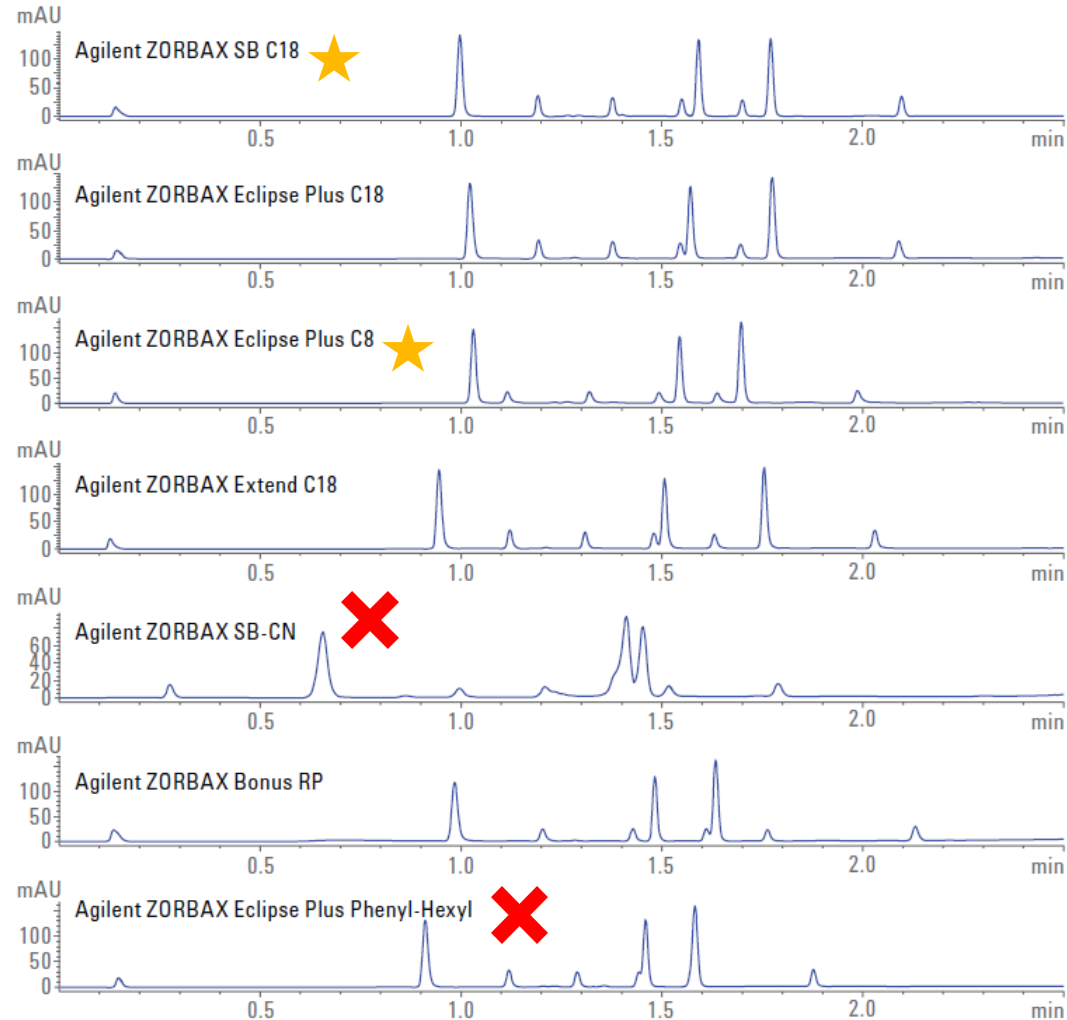 mAU
Agilent ZORBAX SB C18
100
50
0
0.5 1.0 1.5 2.0 min
mAU
Agilent ZORBAX Eclipse Plus C18
100
50
0
0.5 1.0 1.5 2.0 min
mAU
Agilent ZORBAX Eclipse Plus C8
100
50
0
0.5 1.0 1.5 2.0 min
mAU
Agilent ZORBAX Extend C18
100
50
0
0.5 1.0 1.5 2.0 min
mAU
Agilent ZORBAX SB-CN
60
40
20
0
0.5 1.0 1.5 2.0 min
mAU
Agilent ZORBAX Bonus RP
100
50
0
0.5 1.0 1.5 2.0 min
mAU
Agilent ZORBAX Eclipse Plus Phenyl-Hexyl
100
50
0
0.5 1.0 1.5 2.0 min